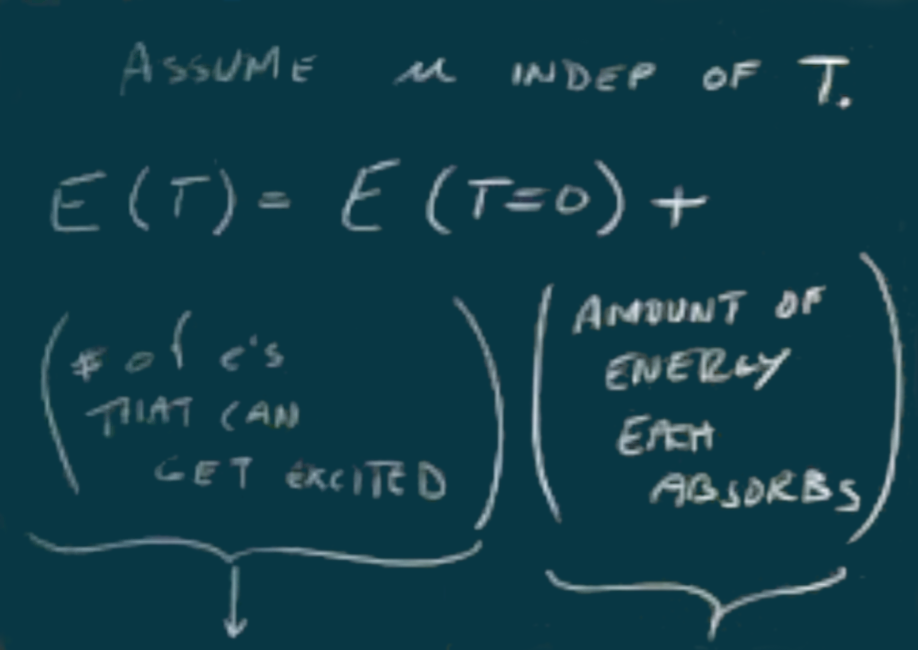 ASSUME μ INDEP OF T.
E(T) = E(T=0) +
(# of e's THAT CAN GET EXCITED) (AMOUNT OF ENERGY EACH ABSORBS)